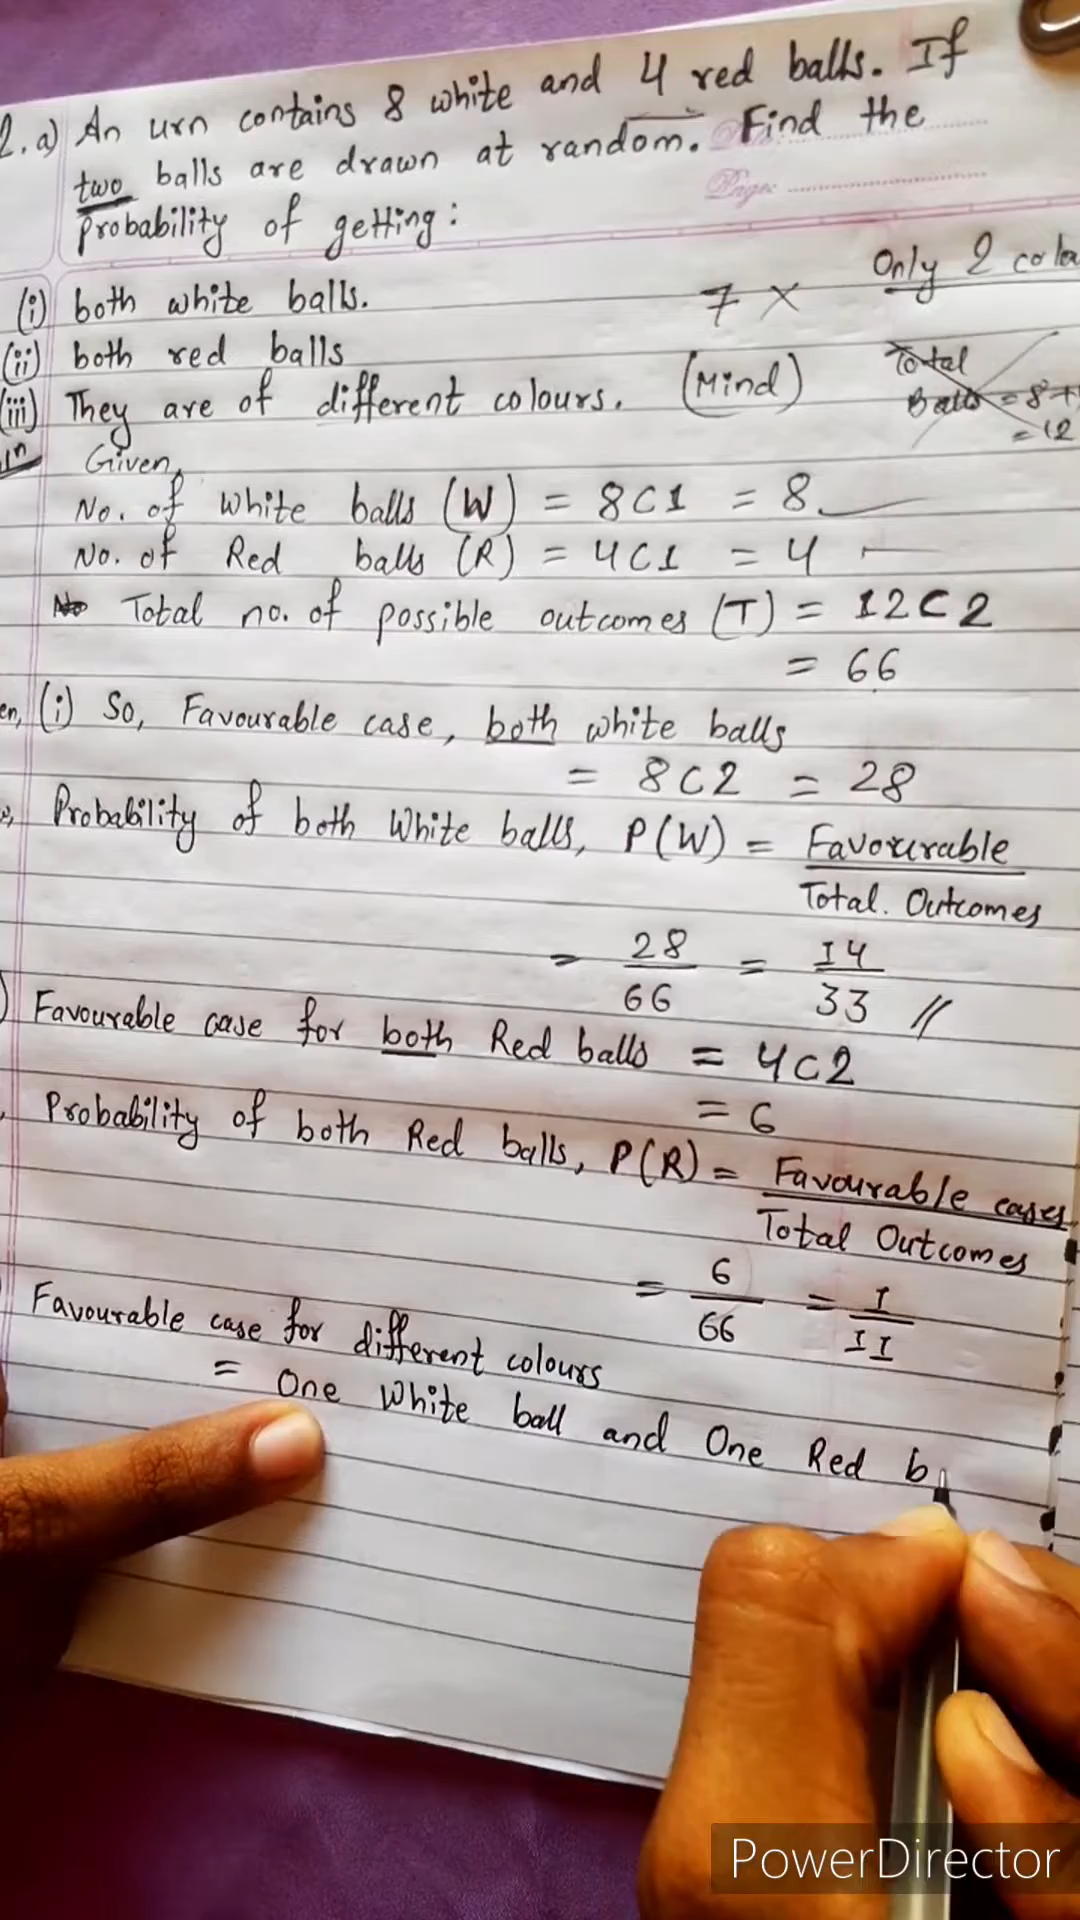 2. a) An urn contains 8 white and 4 red balls. If
two balls are drawn at random. Find the
Page:
probability of getting:
(i) both white balls.
7 ×
Only 2
(ii) both red balls
(iii) They are of different colours.
(Mind)
Total
Balls = 8+
= 12
Given,
No. of white balls (W) = 8C1 = 8
No. of Red balls (R) = 4C1 = 4
Total no. of possible outcomes (T) = 12C2
= 66
(i) So, Favourable case, both white balls
= 8C2 = 28
Probability of both White balls, P(W) = Favourable
Total. Outcomes
= 28/66 = 14/33 //
Favourable case for both Red balls = 4C2
= 6
Probability of both Red balls, P(R) = Favourable cases
Total Outcomes
= 6/66 = I/II
Favourable case for different colours
= One White ball and One Red b
PowerDirector